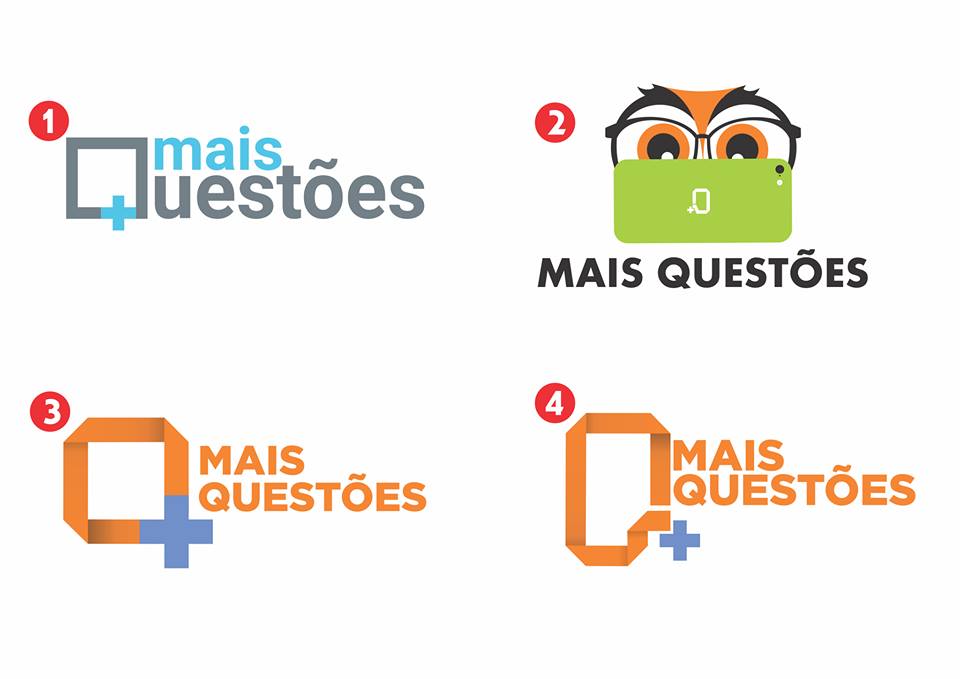 1
mais
Questões
2
Q
MAIS QUESTÕES
3
Q
MAIS
QUESTÕES
4
Q
MAIS
QUESTÕES